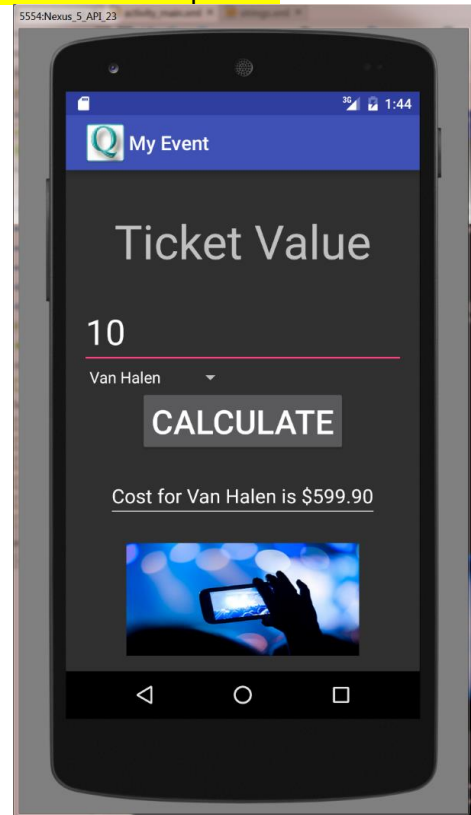 5554:Nexus_5_API_23
3G 1:44
Q My Event
Ticket Value
10
Van Halen
CALCULATE
Cost for Van Halen is $599.90